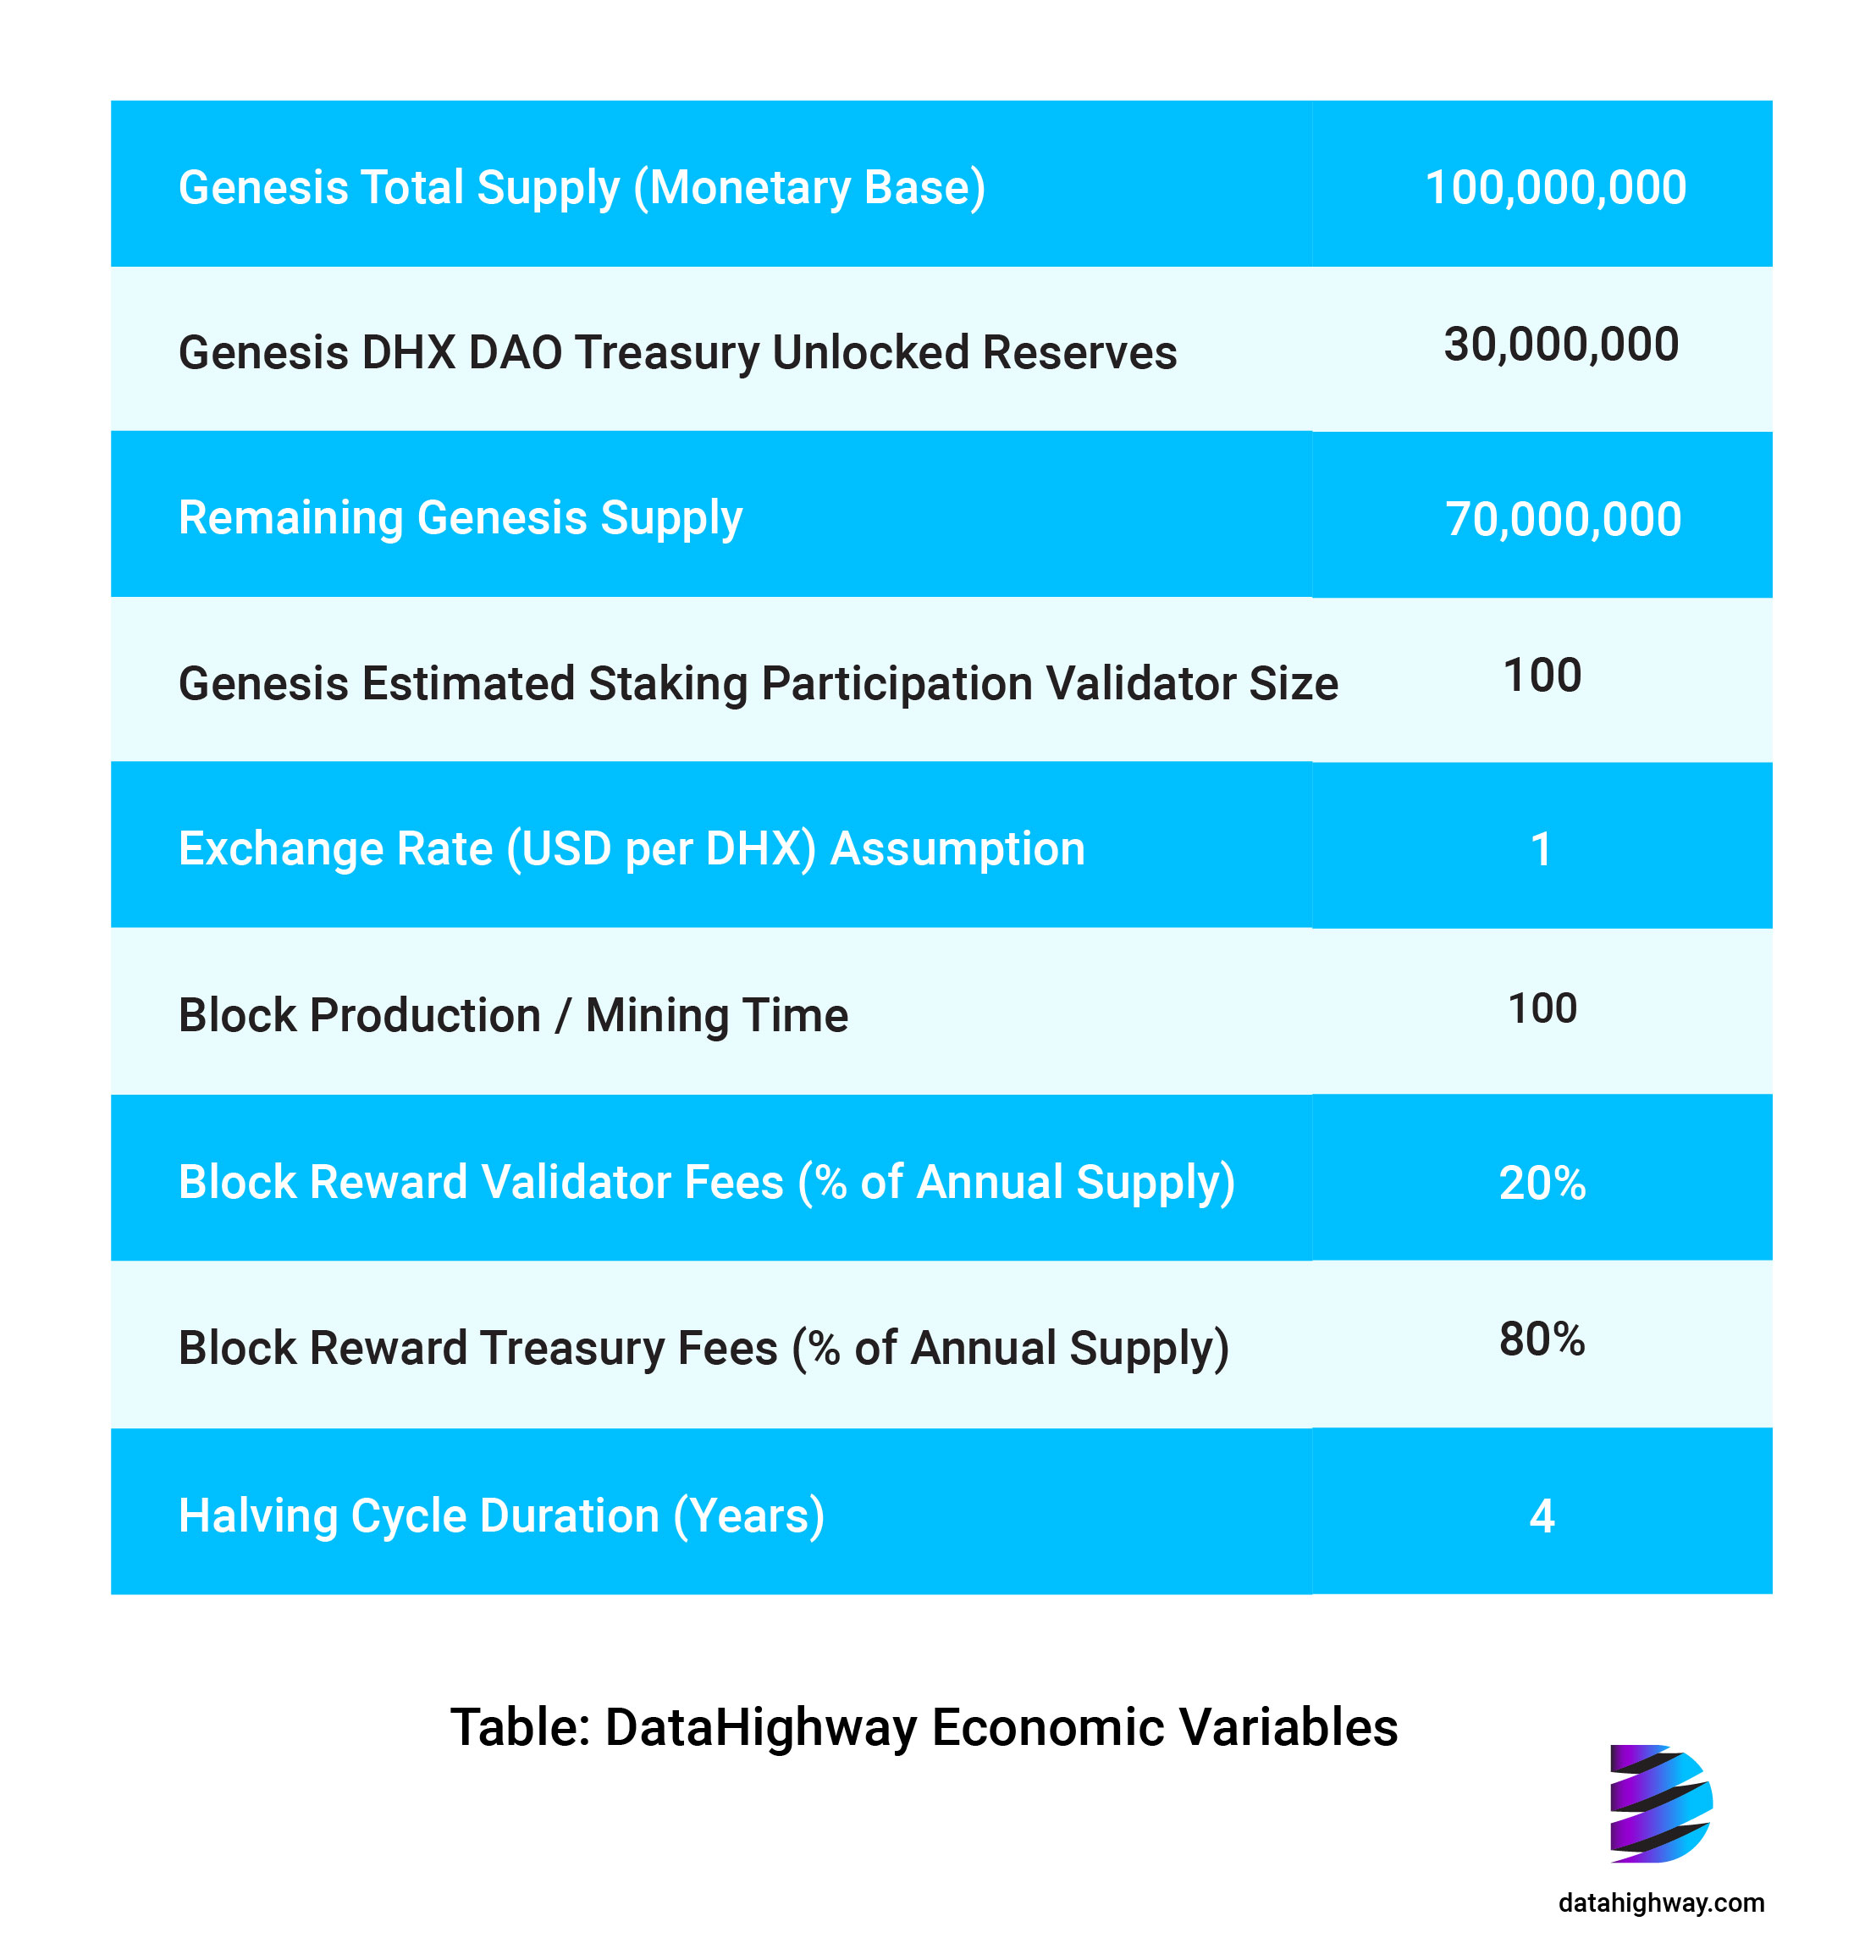 Genesis Total Supply (Monetary Base) 100,000,000
Genesis DHX DAO Treasury Unlocked Reserves 30,000,000
Remaining Genesis Supply 70,000,000
Genesis Estimated Staking Participation Validator Size 100
Exchange Rate (USD per DHX) Assumption 1
Block Production / Mining Time 100
Block Reward Validator Fees (% of Annual Supply) 20%
Block Reward Treasury Fees (% of Annual Supply) 80%
Halving Cycle Duration (Years) 4
Table: DataHighway Economic Variables
datahighway.com